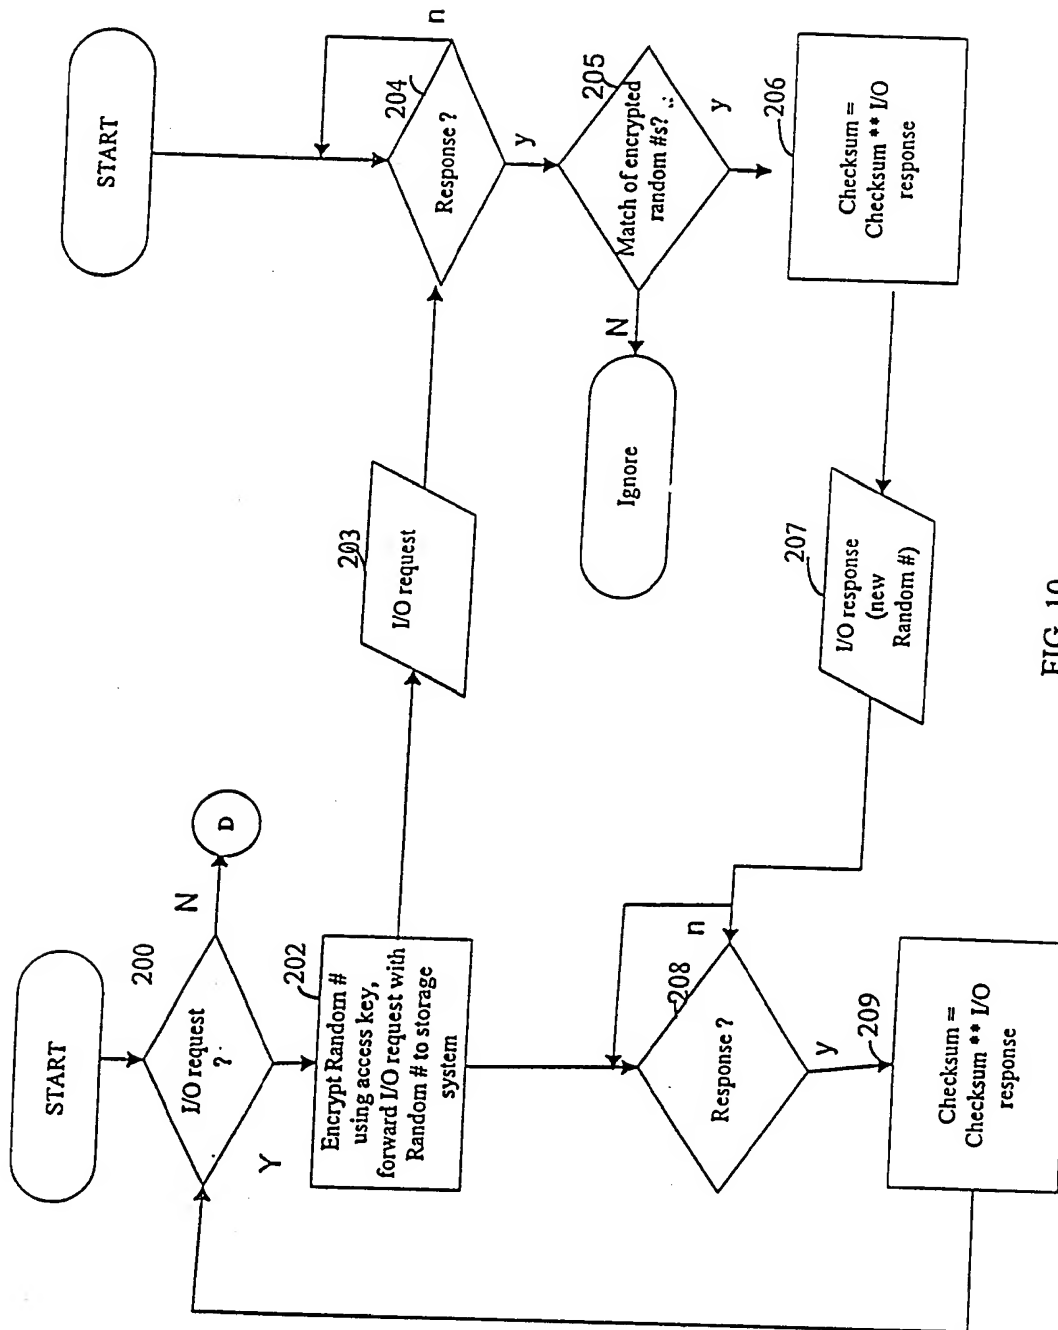 START
200
I/O request
?
N
D
Y
202
Encrypt Random #
using access key,
forward I/O request with
Random # to storage
system
203
I/O request
START
n
204
Response ?
y
205
Match of encrypted
random #s?
y
N
Ignore
206
Checksum =
Checksum ** I/O
response
207
I/O response
(new
Random #)
n
208
Response ?
y
209
Checksum =
Checksum ** I/O
response
FIG. 10